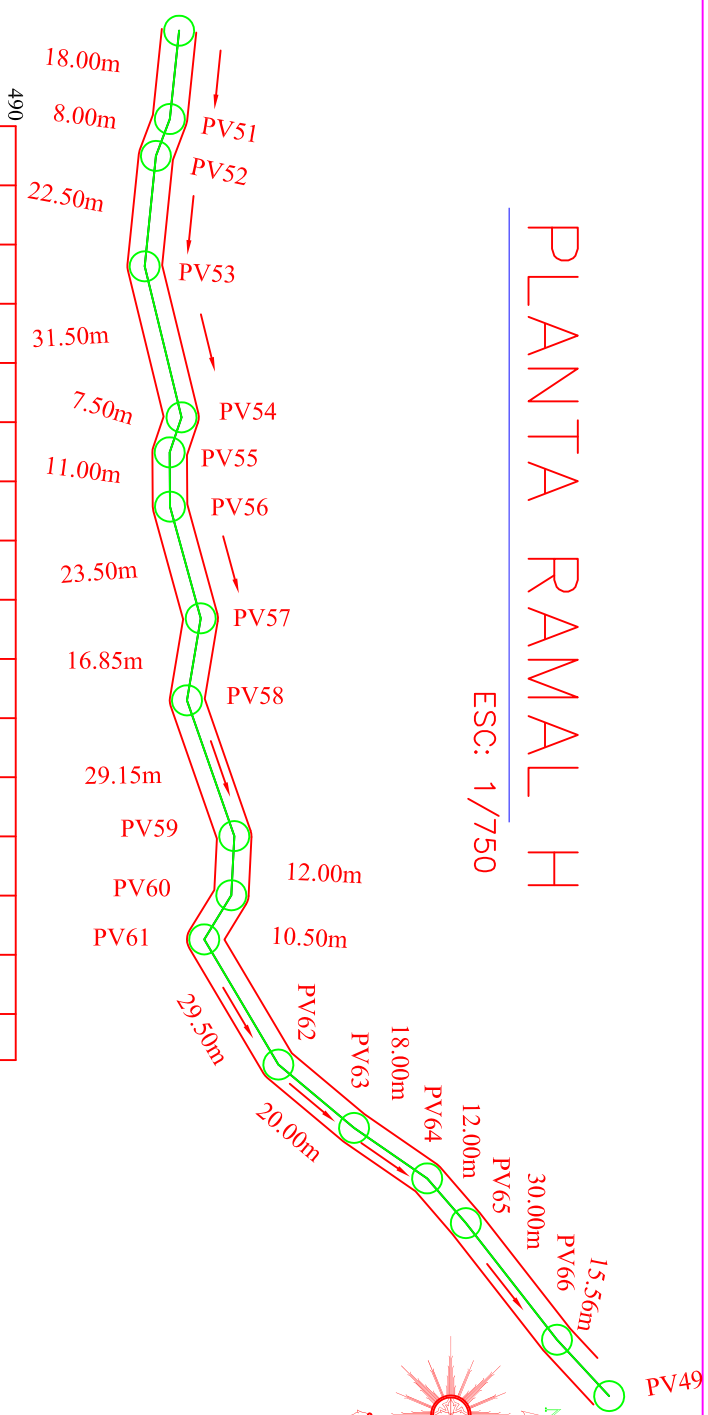 PLANTA RAMAL H
ESC: 1/750
490
18.00m
PV51
8.00m
PV52
22.50m
PV53
31.50m
PV54
7.50m
PV55
11.00m
PV56
23.50m
PV57
16.85m
PV58
29.15m
PV59
12.00m
PV60
10.50m
PV61
29.50m
PV62
20.00m
PV63
18.00m
PV64
12.00m
PV65
30.00m
PV66
15.56m
PV49